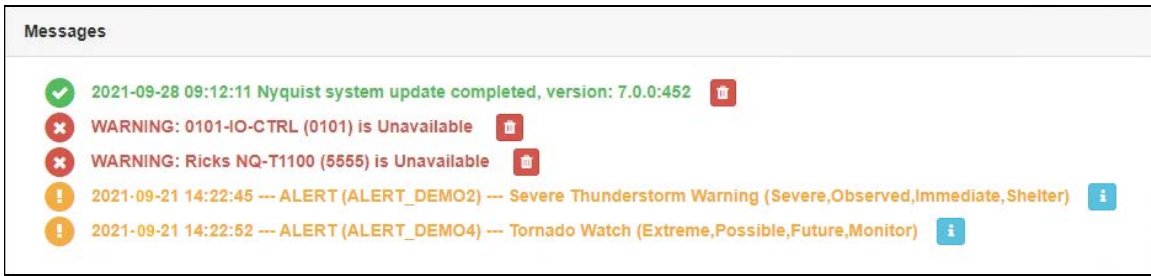 Messages
2021-09-28 09:12:11 Nyquist system update completed, version: 7.0.0:452
WARNING: 0101-IO-CTRL (0101) is Unavailable
WARNING: Ricks NQ-T1100 (5555) is Unavailable
2021-09-21 14:22:45 --- ALERT (ALERT_DEMO2) --- Severe Thunderstorm Warning (Severe,Observed,Immediate,Shelter)
2021-09-21 14:22:52 --- ALERT (ALERT_DEMO4) --- Tornado Watch (Extreme,Possible,Future,Monitor)